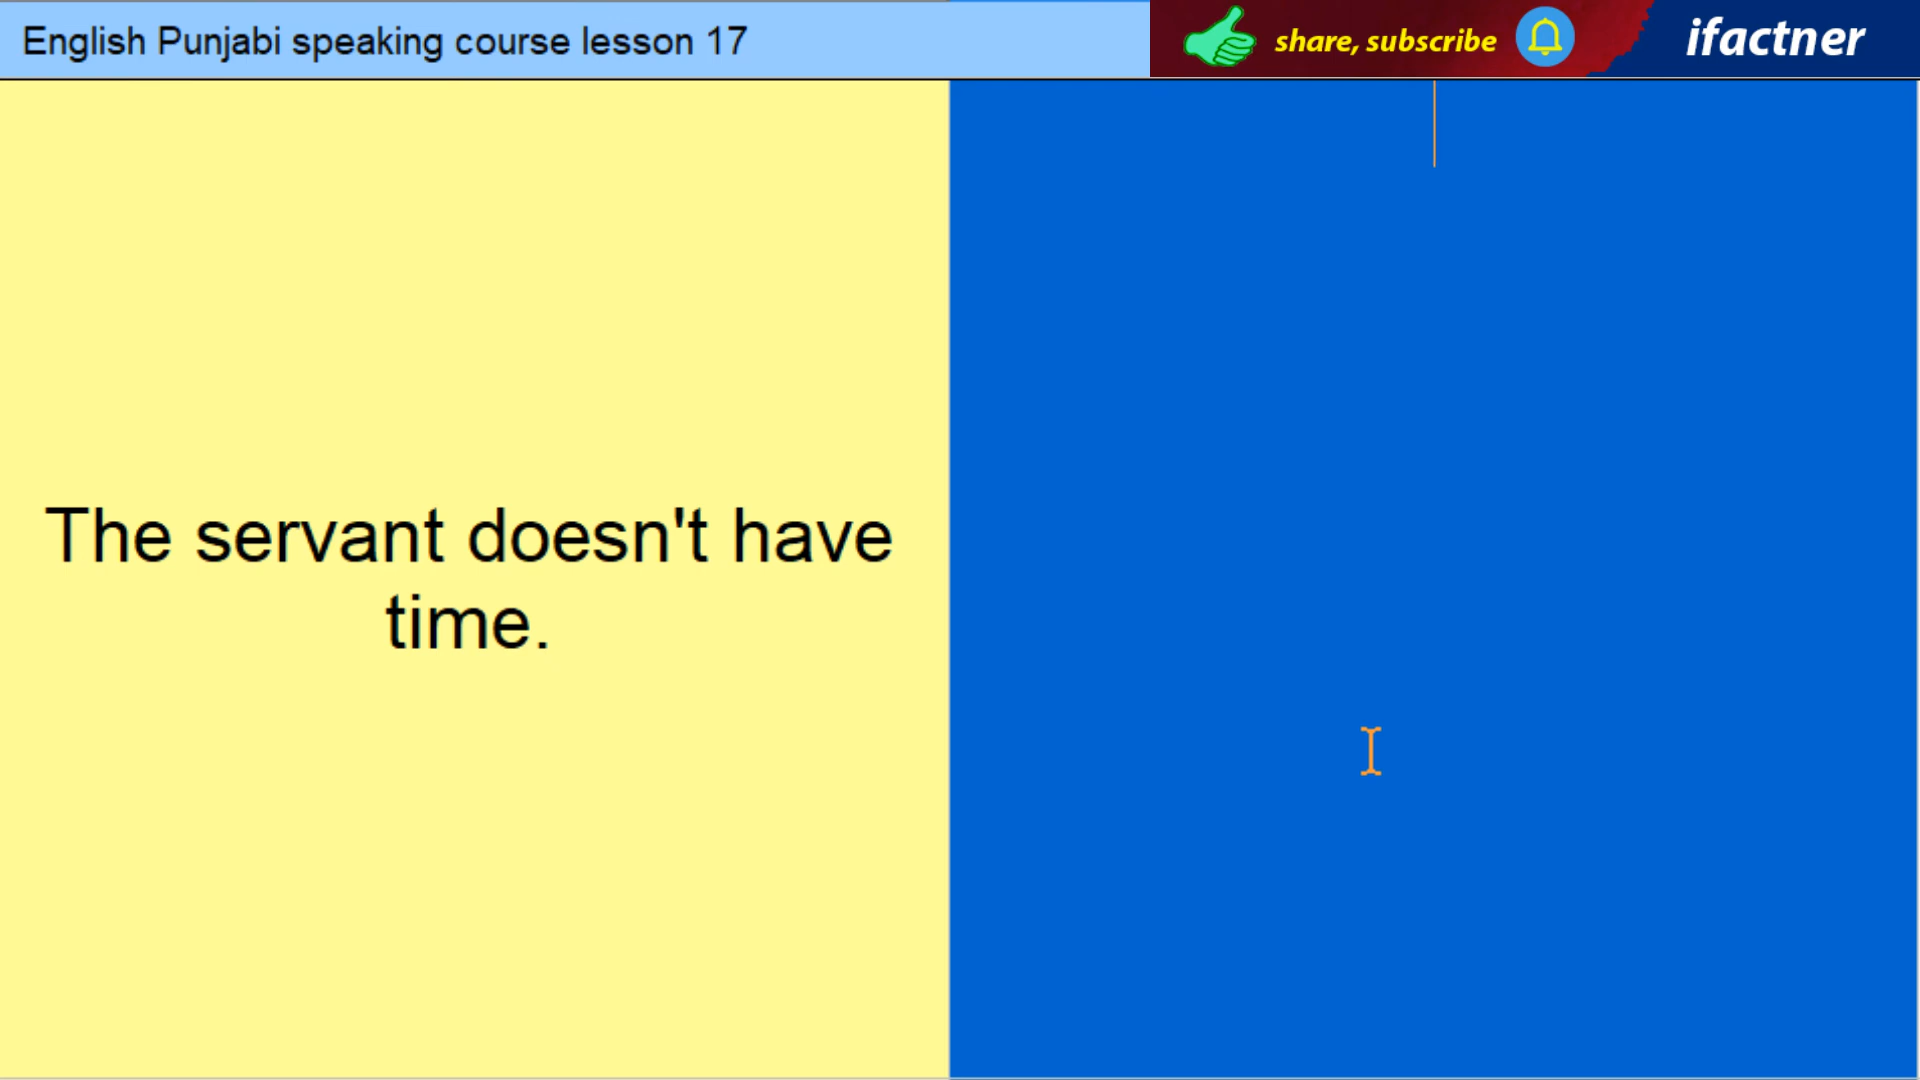 English Punjabi speaking course lesson 17
share, subscribe
ifactner
The servant doesn't have
time.